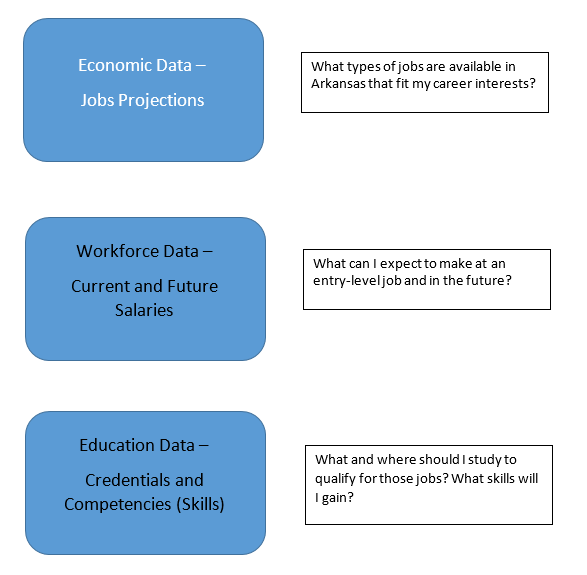 Economic Data –
Jobs Projections
What types of jobs are available in
Arkansas that fit my career interests?
Workforce Data –
Current and Future
Salaries
What can I expect to make at an
entry-level job and in the future?
Education Data –
Credentials and
Competencies (Skills)
What and where should I study to
qualify for those jobs? What skills will
I gain?